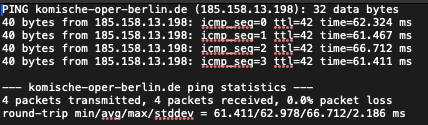 PING komische-oper-berlin.de (185.158.13.198): 32 data bytes
40 bytes from 185.158.13.198: icmp_seq=0 ttl=42 time=62.324 ms
40 bytes from 185.158.13.198: icmp_seq=1 ttl=42 time=61.467 ms
40 bytes from 185.158.13.198: icmp_seq=2 ttl=42 time=66.712 ms
40 bytes from 185.158.13.198: icmp_seq=3 ttl=42 time=61.411 ms
--- komische-oper-berlin.de ping statistics ---
4 packets transmitted, 4 packets received, 0.0% packet loss
round-trip min/avg/max/stddev = 61.411/62.978/66.712/2.186 ms